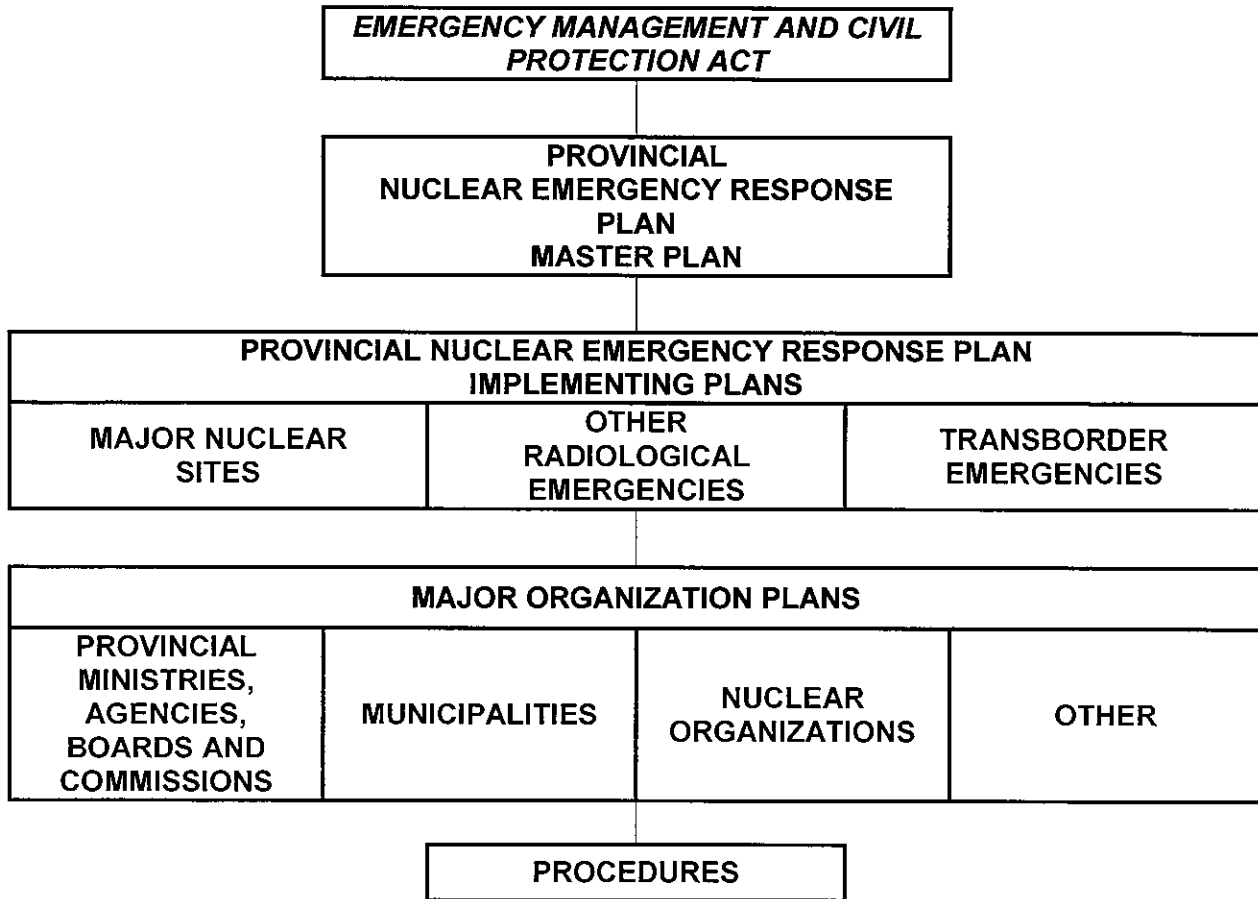 EMERGENCY MANAGEMENT AND CIVIL
PROTECTION ACT
PROVINCIAL
NUCLEAR EMERGENCY RESPONSE
PLAN
MASTER PLAN
PROVINCIAL NUCLEAR EMERGENCY RESPONSE PLAN
IMPLEMENTING PLANS
MAJOR NUCLEAR
SITES
OTHER
RADIOLOGICAL
EMERGENCIES
TRANSBORDER
EMERGENCIES
MAJOR ORGANIZATION PLANS
PROVINCIAL
MINISTRIES,
AGENCIES,
BOARDS AND
COMMISSIONS
MUNICIPALITIES
NUCLEAR
ORGANIZATIONS
OTHER
PROCEDURES